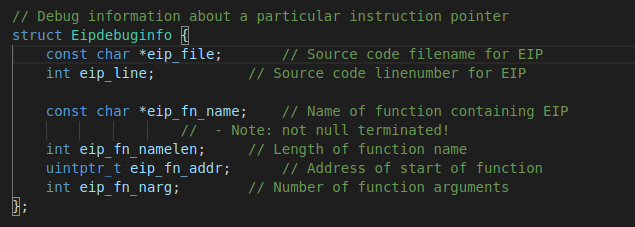 // Debug information about a particular instruction pointer
struct Eipdebuginfo {
    const char *eip_file;       // Source code filename for EIP
    int eip_line;           // Source code linenumber for EIP

    const char *eip_fn_name;    // Name of function containing EIP
                    //  - Note: not null terminated!
    int eip_fn_namelen;     // Length of function name
    uintptr_t eip_fn_addr;      // Address of start of function
    int eip_fn_narg;        // Number of function arguments
};